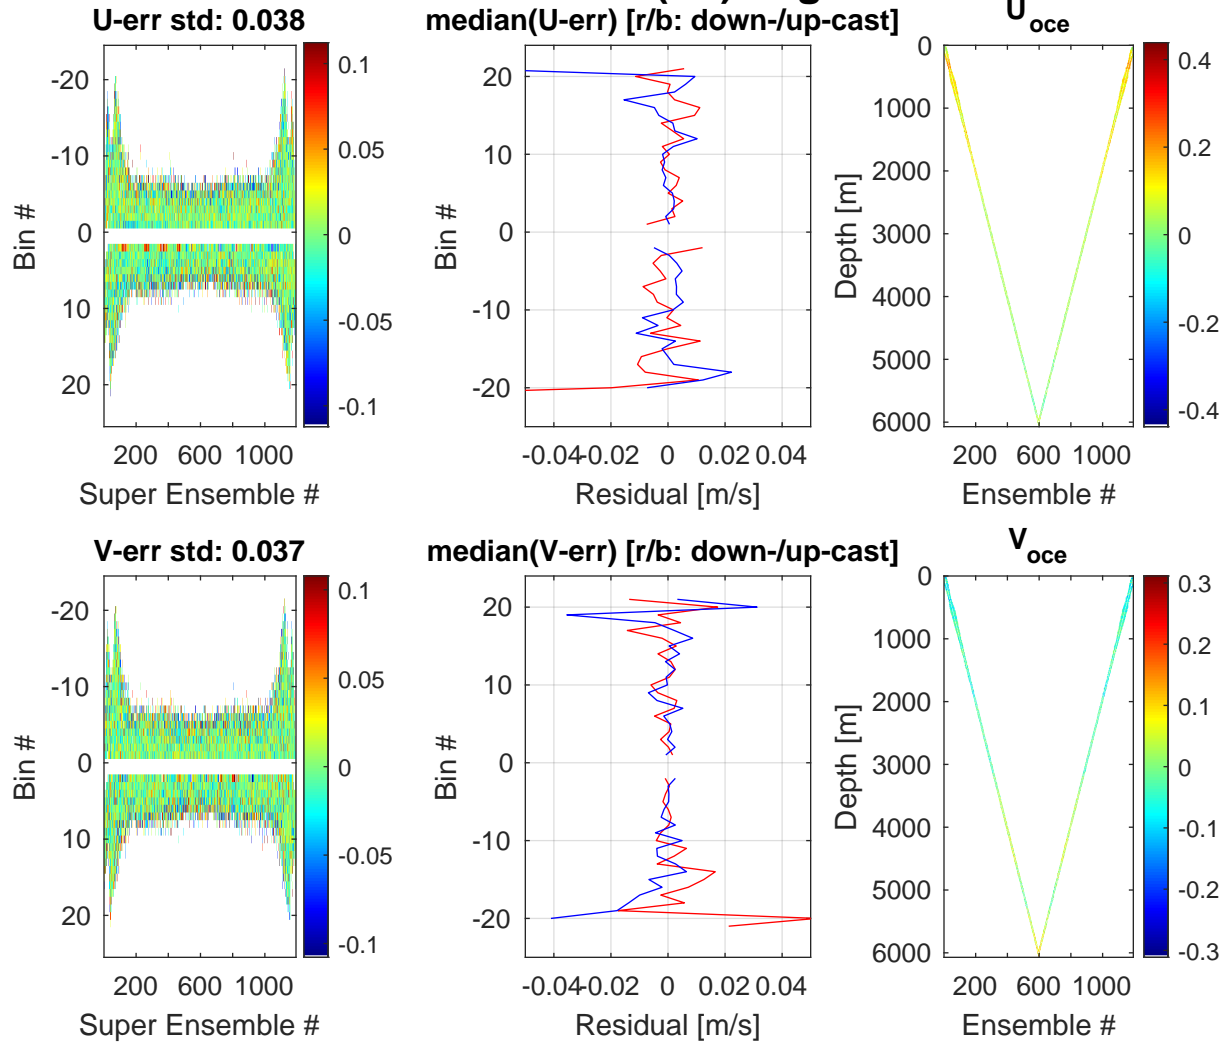 U-err std: 0.038
median(U-err) [r/b: down-/up-cast]
U_oce
-20
-10
0
10
20
Bin #
200 600 1000
Super Ensemble #
0.1
0.05
0
-0.05
-0.1
20
10
0
-10
-20
Bin #
-0.04 -0.02 0 0.02 0.04
Residual [m/s]
0
1000
2000
3000
4000
5000
6000
Depth [m]
200 600 1000
Ensemble #
0.4
0.2
0
-0.2
-0.4
V-err std: 0.037
median(V-err) [r/b: down-/up-cast]
V_oce
-20
-10
0
10
20
Bin #
200 600 1000
Super Ensemble #
0.1
0.05
0
-0.05
-0.1
20
10
0
-10
-20
Bin #
-0.04 -0.02 0 0.02 0.04
Residual [m/s]
0
1000
2000
3000
4000
5000
6000
Depth [m]
200 600 1000
Ensemble #
0.3
0.2
0.1
0
-0.1
-0.2
-0.3